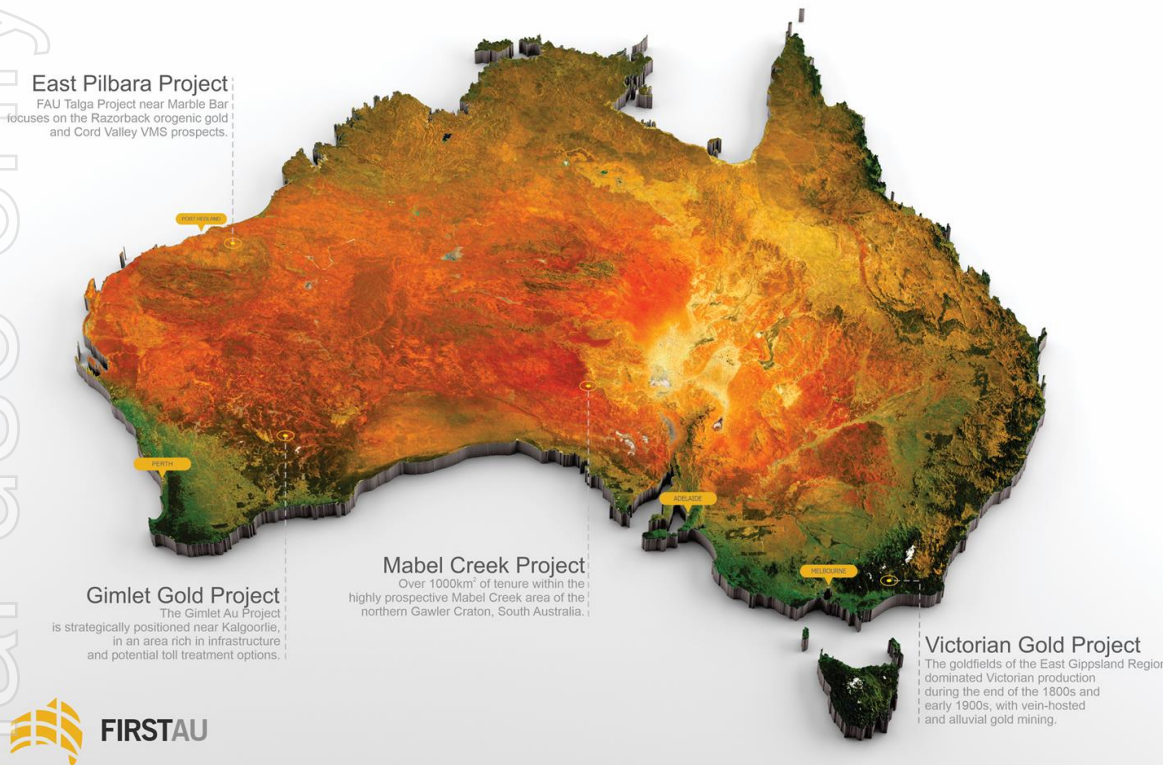 East Pilbara Project
FAU Talga Project near Marble Bar
focuses on the Razorback orogenic gold
and Cord Valley VMS prospects.
PORT HEDLAND
PERTH
ADELAIDE
MELBOURNE
Gimlet Gold Project
The Gimlet Au Project
is strategically positioned near Kalgoorlie,
in an area rich in infrastructure
and potential toll treatment options.
Mabel Creek Project
Over 1000km² of tenure within the
highly prospective Mabel Creek area of the
northern Gawler Craton, South Australia.
Victorian Gold Project
The goldfields of the East Gippsland Region
dominated Victorian production
during the end of the 1800s and
early 1900s, with vein-hosted
and alluvial gold mining.
FIRSTAU